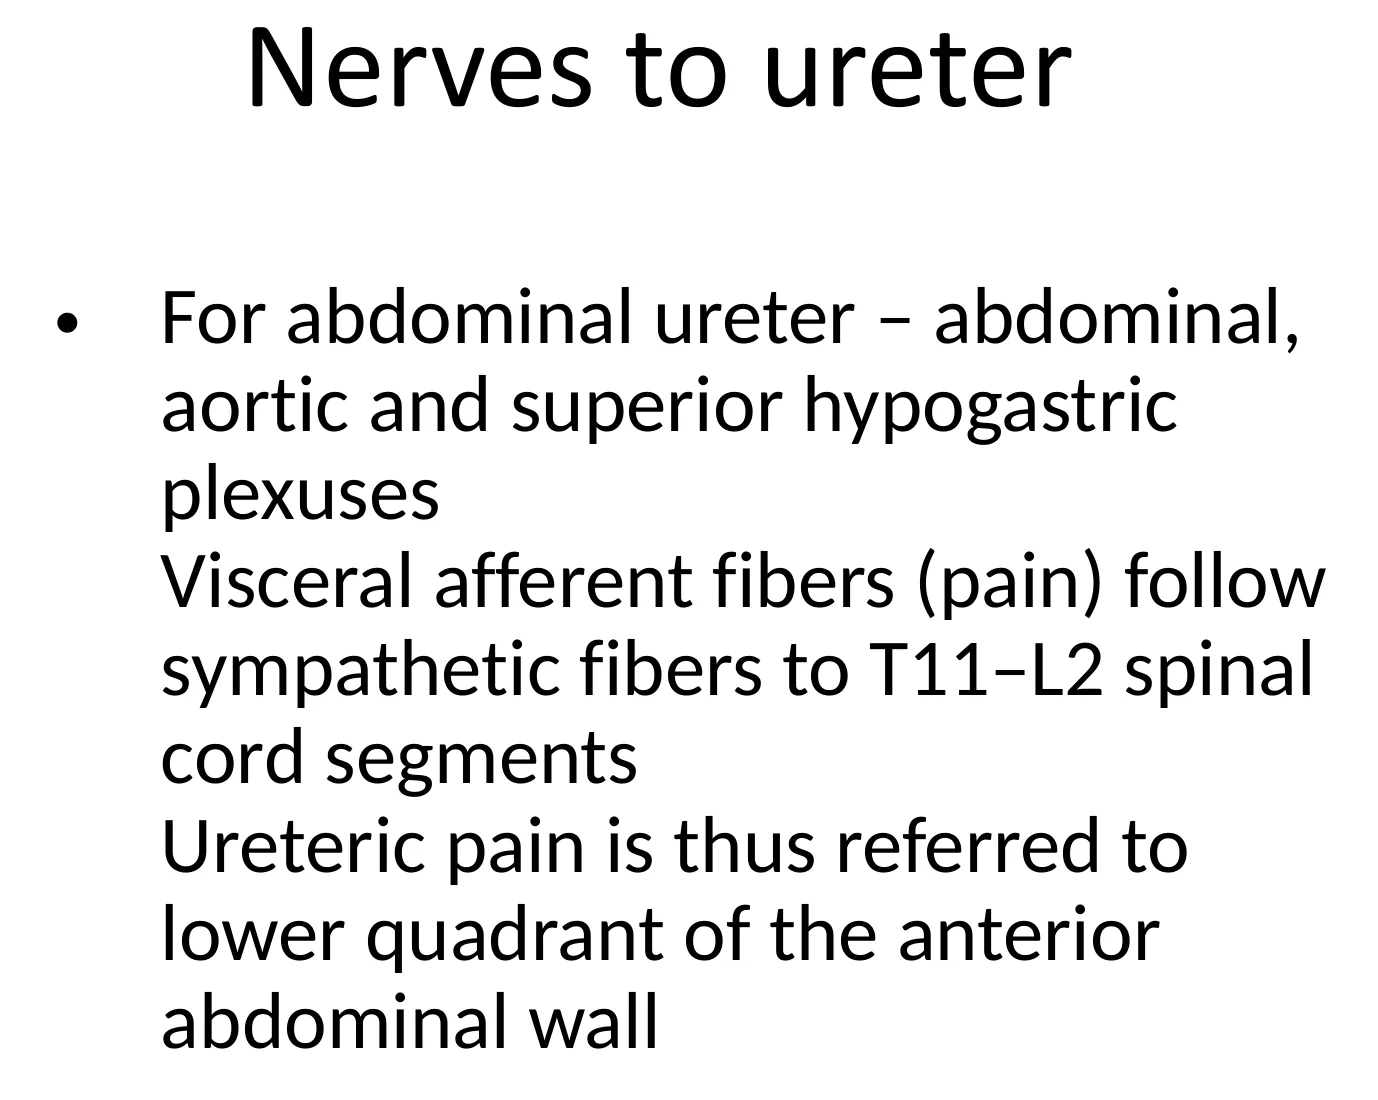 Nerves to ureter
• For abdominal ureter – abdominal,
aortic and superior hypogastric
plexuses
Visceral afferent fibers (pain) follow
sympathetic fibers to T11–L2 spinal
cord segments
Ureteric pain is thus referred to
lower quadrant of the anterior
abdominal wall